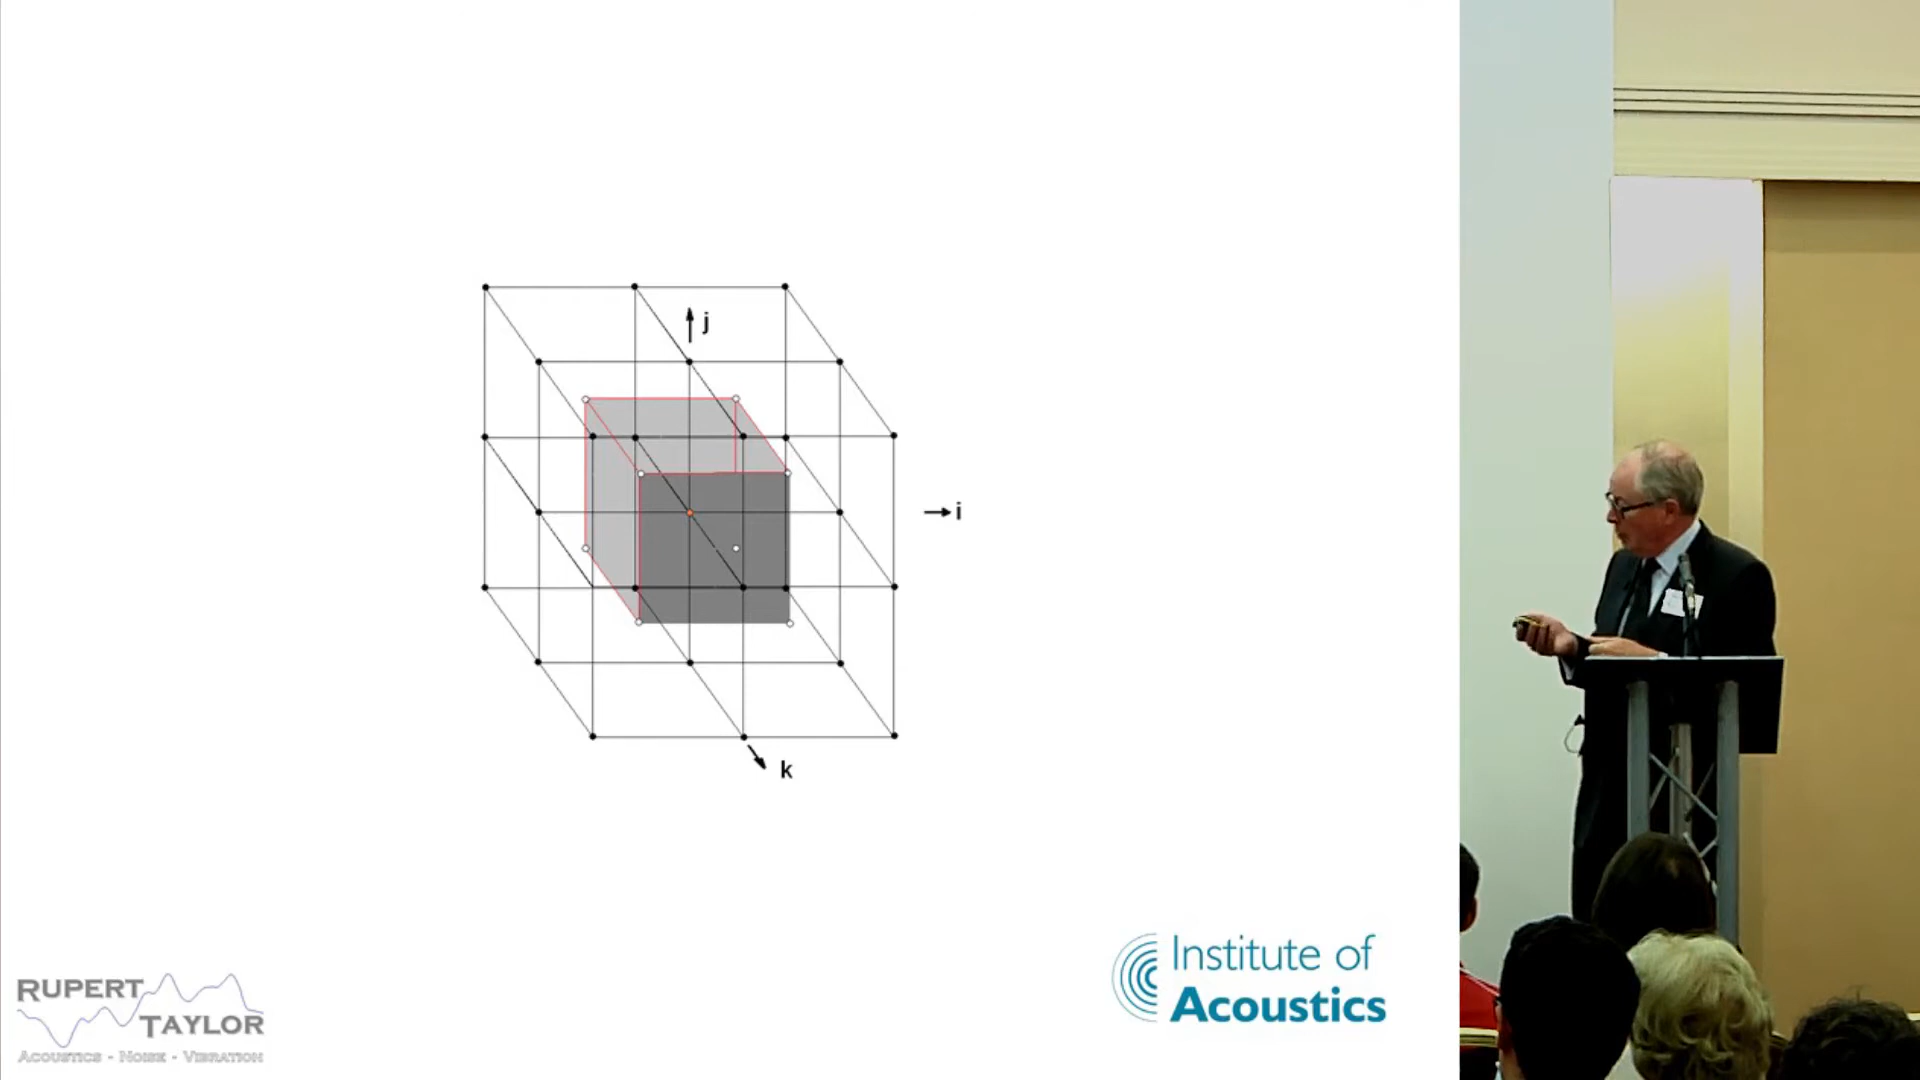 j
i
k
RUPERT
TAYLOR
ACOUSTICS - NOISE - VIBRATION
Institute of
Acoustics